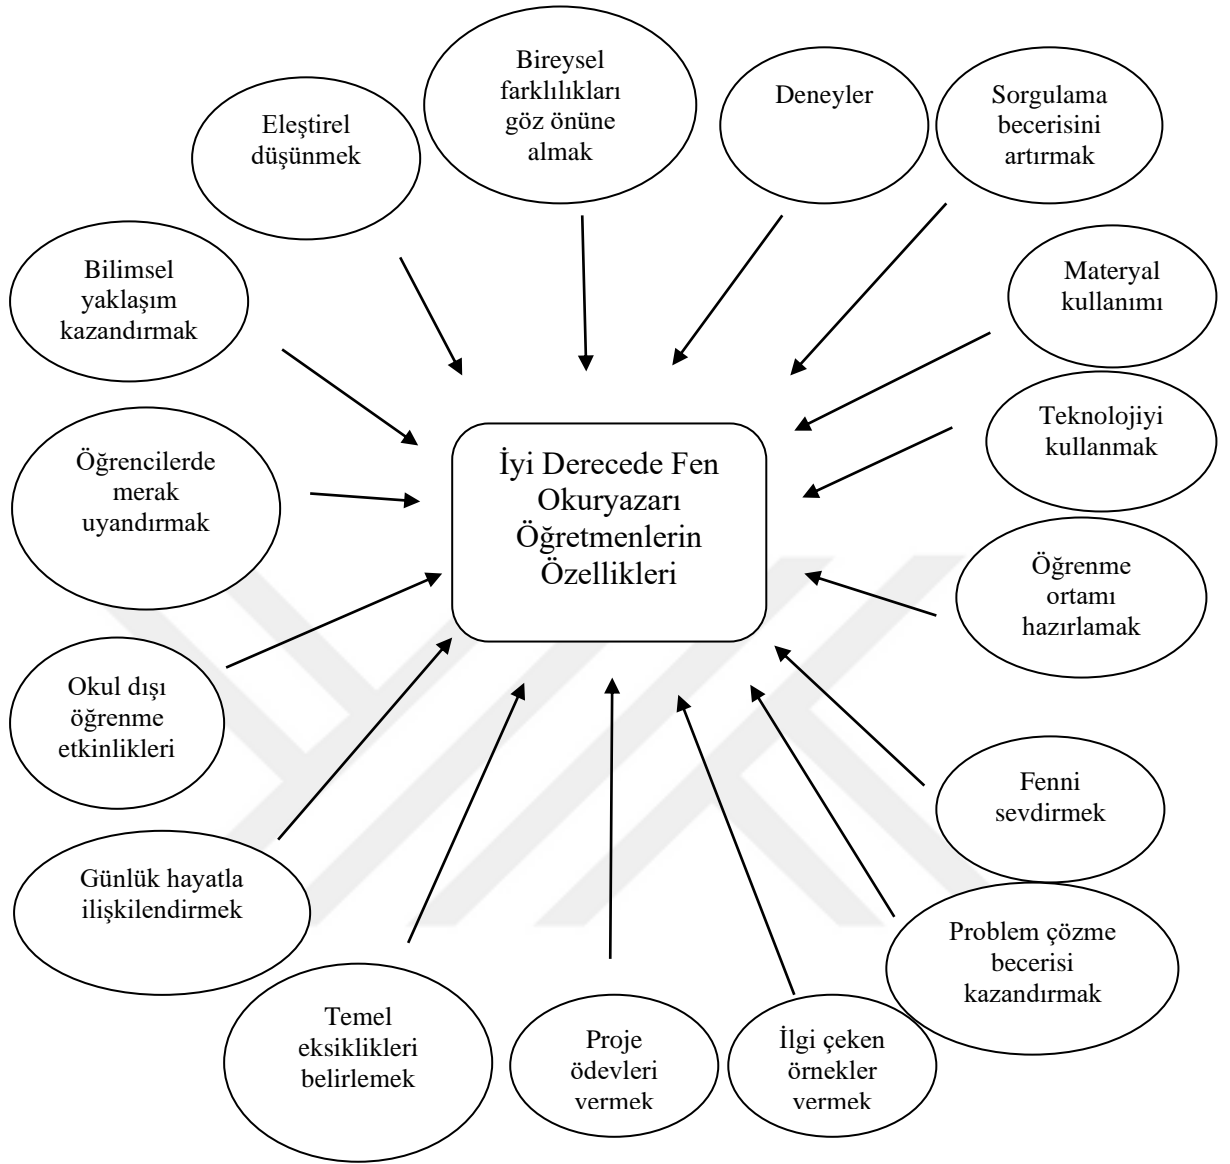 Bireysel
farklılıkları
göz önüne
almak
Deneyler
Sorgulama
becerisini
artırmak
Eleştirel
düşünmek
Bilimsel
yaklaşım
kazandırmak
Materyal
kullanımı
Teknolojiyi
kullanmak
Öğrencilerde
merak
uyandırmak
İyi Derecede Fen
Okuryazarı
Öğretmenlerin
Özellikleri
Öğrenme
ortamı
hazırlamak
Okul dışı
öğrenme
etkinlikleri
Fenni
sevdirmek
Günlük hayatla
ilişkilendirmek
Problem çözme
becerisi
kazandırmak
Temel
eksiklikleri
belirlemek
Proje
ödevleri
vermek
İlgi çeken
örnekler
vermek